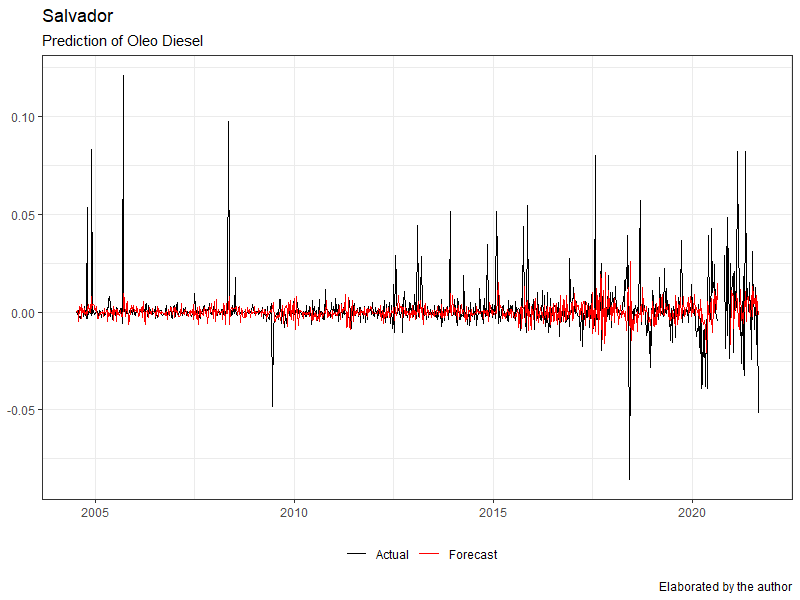 Salvador
Prediction of Oleo Diesel
0.10
0.05
0.00
-0.05
2005 2010 2015 2020
Actual Forecast
Elaborated by the author